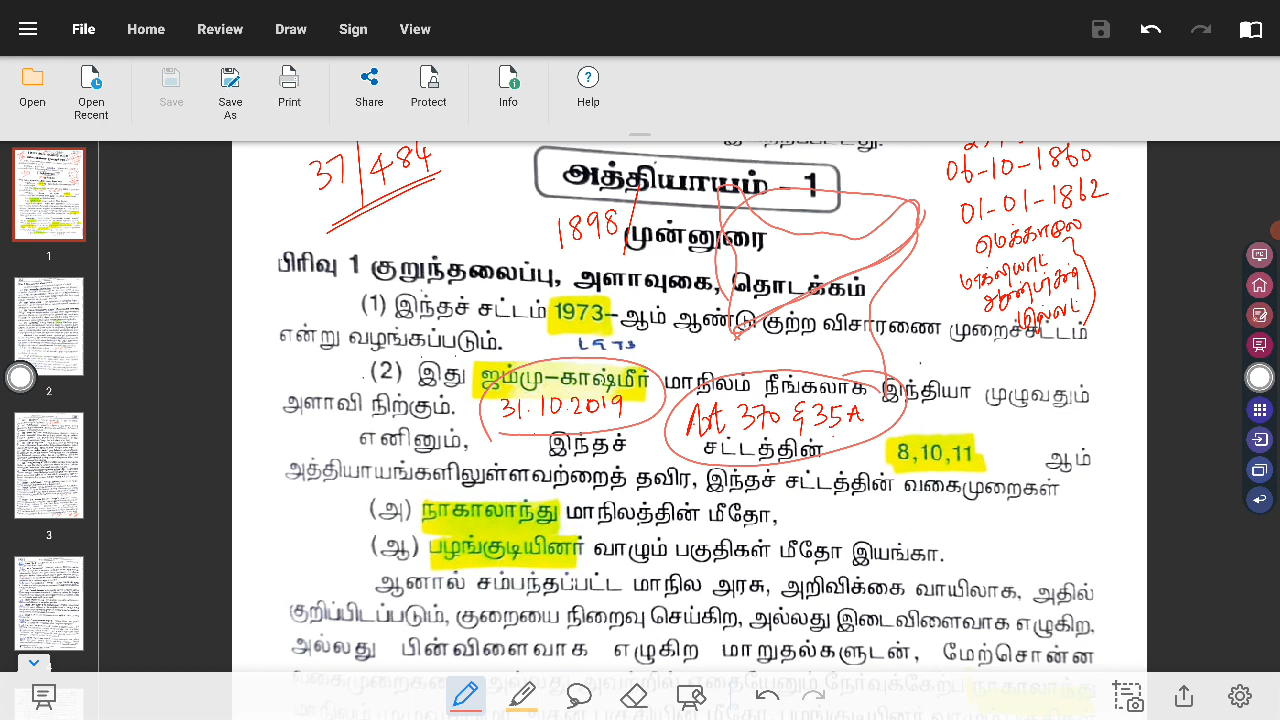 File Home Review Draw Sign View
Open Open Recent Save Save As Print Share Protect Info Help
37/484
06-10-1860
அத்தியாயம் - 1
01-01-1862
1898
மெக்காலே
முன்னுரை
பிரிவு 1 குறுந்தலைப்பு, அளாவுகை, தொடக்கம்
(1) இந்தச் சட்டம் 1973-ஆம் ஆண்டு குற்ற விசாரணை முறைச்சட்டம்
என்று வழங்கப்படும்.
1973
(2) இது ஜம்மு-காஷ்மீர் மாநிலம் நீங்கலாக இந்தியா முழுவதும்
அளாவி நிற்கும்.
31.10.2019 Art 370 & 35A
எனினும், இந்தச் சட்டத்தின் 8,10,11 ஆம்
அத்தியாயங்களிலுள்ளவற்றைத் தவிர, இந்தச் சட்டத்தின் வகைமுறைகள்
(அ) நாகாலாந்து மாநிலத்தின் மீதோ,
(ஆ) பழங்குடியினர் வாழும் பகுதிகள் மீதோ இயங்கா.
ஆனால் சம்பந்தப்பட்ட மாநில அரசு, அறிவிக்கை வாயிலாக, அதில்
குறிப்பிடப்படும், குறையை நிறைவு செய்கிற, அல்லது இடைவிளைவாக எழுகிற,
அல்லது பின்விளைவாக எழுகிற மாறுதல்களுடன், மேற்சொன்ன
1
2
3